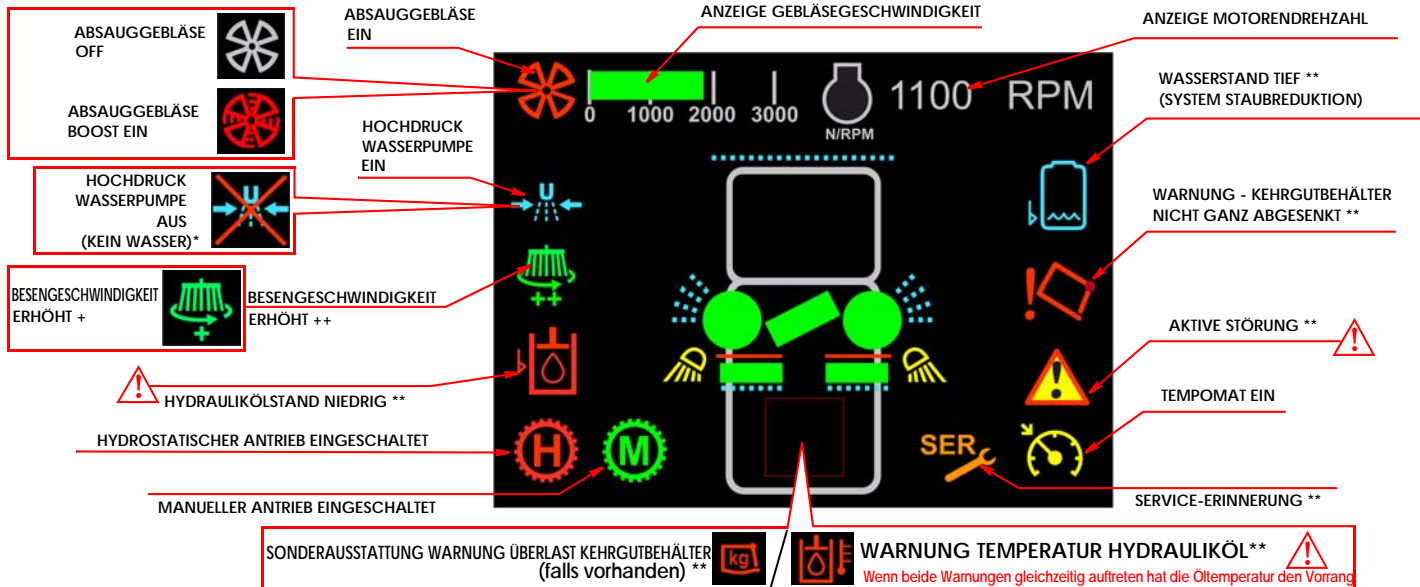 ABSAUGGEBLÄSE
OFF
ABSAUGGEBLÄSE
BOOST EIN
ABSAUGGEBLÄSE
EIN
ANZEIGE GEBLÄSEGESCHWINDIGKEIT
ANZEIGE MOTORENDREHZAHL
0 1000 2000 3000
N/RPM
1100 RPM
WASSERSTAND TIEF **
(SYSTEM STAUBREDUKTION)
HOCHDRUCK
WASSERPUMPE
EIN
U
HOCHDRUCK
WASSERPUMPE
AUS
(KEIN WASSER)*
U
WARNUNG - KEHRGUTBEHÄLTER
NICHT GANZ ABGESENKT **
!
BESENGESCHWINDIGKEIT
ERHÖHT +
+
BESENGESCHWINDIGKEIT
ERHÖHT ++
++
AKTIVE STÖRUNG **
!
!
!
HYDRAULIKÖLSTAND NIEDRIG **
TEMPOMAT EIN
HYDROSTATISCHER ANTRIEB EINGESCHALTET
H
M
SER
MANUELLER ANTRIEB EINGESCHALTET
SERVICE-ERINNERUNG **
SONDERAUSSTATTUNG WARNUNG ÜBERLAST KEHRGUTBEHÄLTER
(falls vorhanden) **
kg
/
WARNUNG TEMPERATUR HYDRAULIKÖL**
!
Wenn beide Warnungen gleichzeitig auftreten hat die Öltemperatur den Vorrang